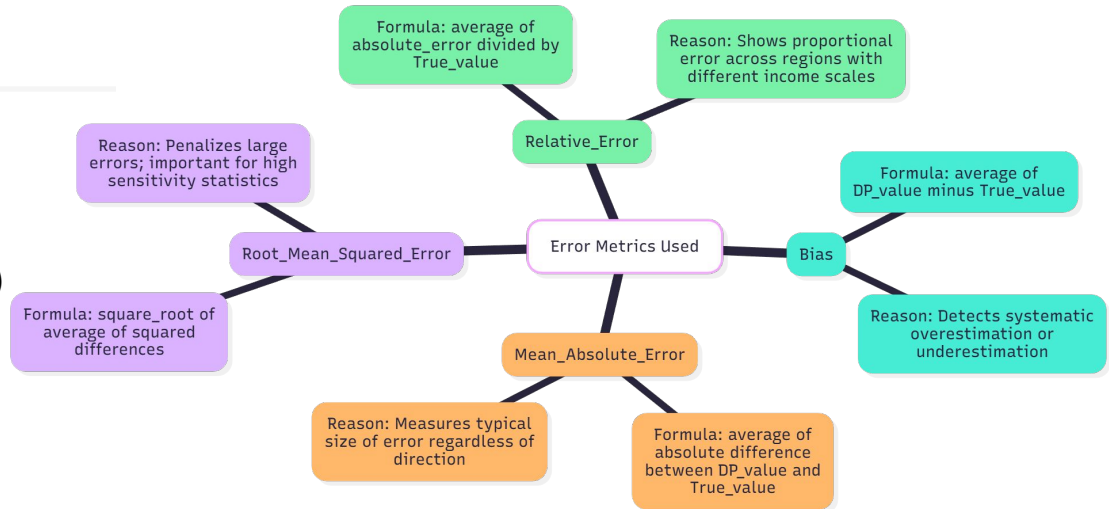 Formula: average of
absolute_error divided by
True_value
Reason: Shows proportional
error across regions with
different income scales
Relative_Error
Reason: Penalizes large
errors; important for high
sensitivity statistics
Root_Mean_Squared_Error
Formula: square_root of
average of squared
differences
Error Metrics Used
Formula: average of
DP_value minus True_value
Bias
Reason: Detects systematic
overestimation or
underestimation
Mean_Absolute_Error
Reason: Measures typical
size of error regardless of
direction
Formula: average of
absolute difference
between DP_value and
True_value